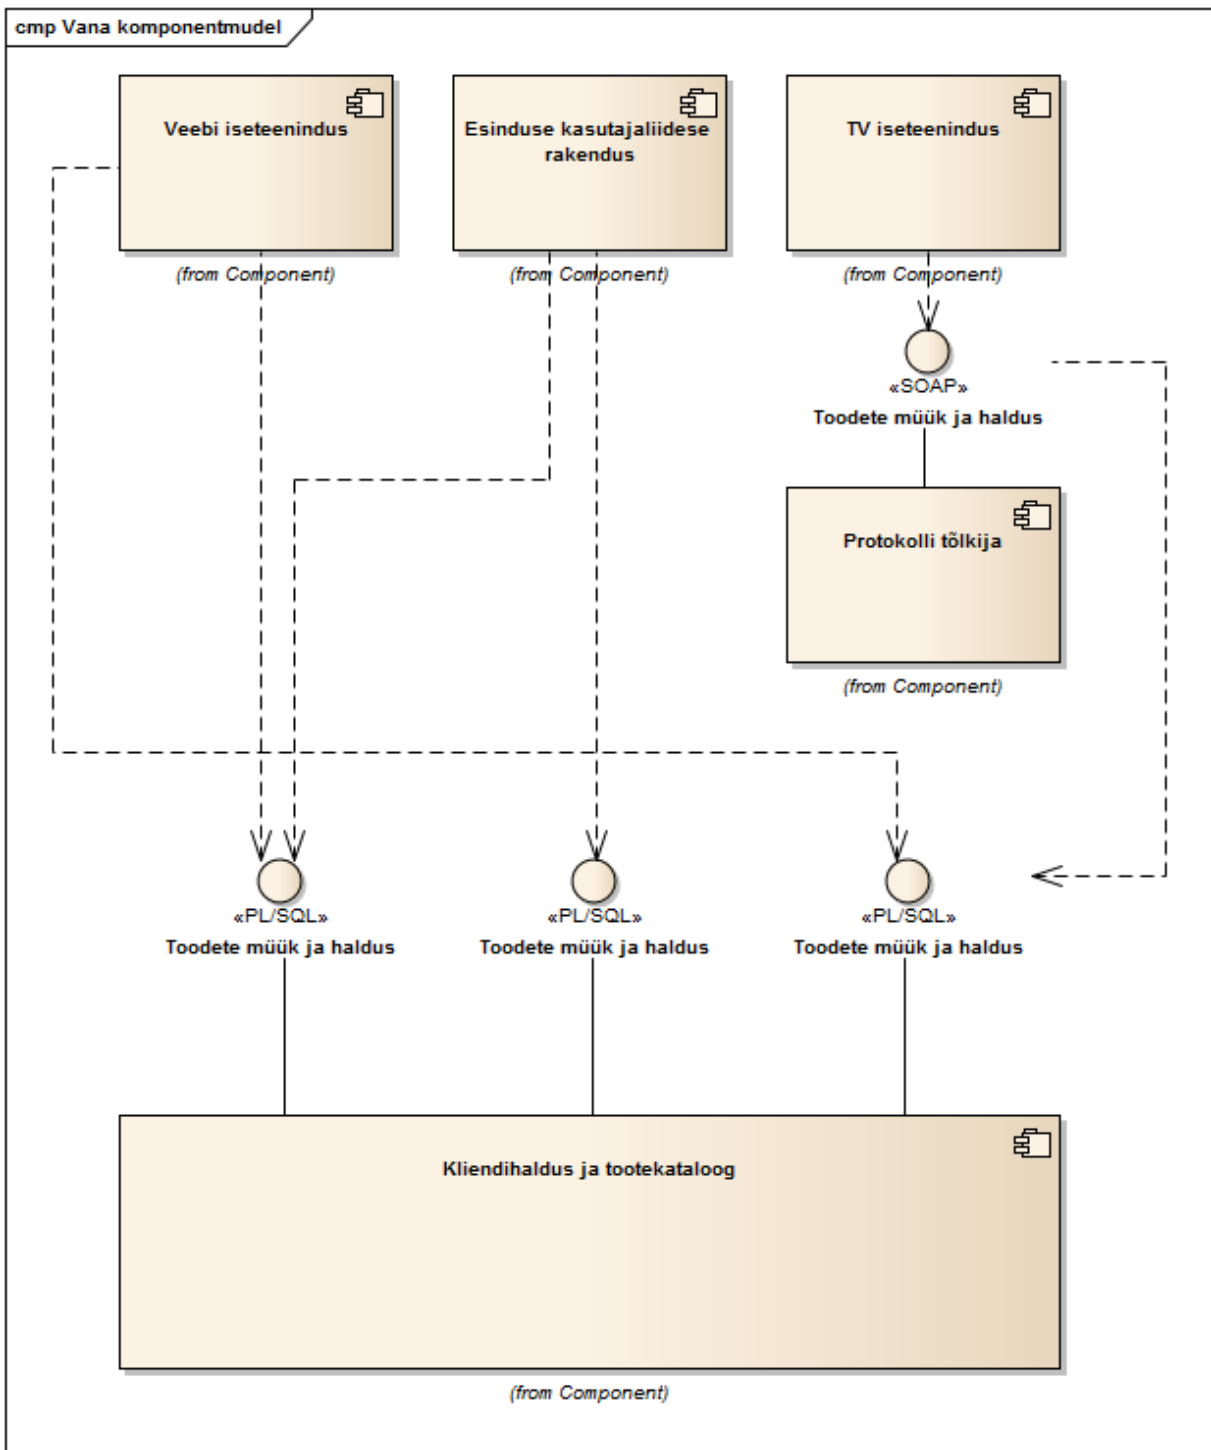 cmp Vana komponentmudel
Veebi iseteenindus
(from Component)
Esinduse kasutajaliidese
rakendus
(from Component)
TV iseteenindus
(from Component)
«SOAP»
Toodete müük ja haldus
Protokolli tõlkija
(from Component)
«PL/SQL»
Toodete müük ja haldus
«PL/SQL»
Toodete müük ja haldus
«PL/SQL»
Toodete müük ja haldus
Kliendihaldus ja tootekataloog
(from Component)